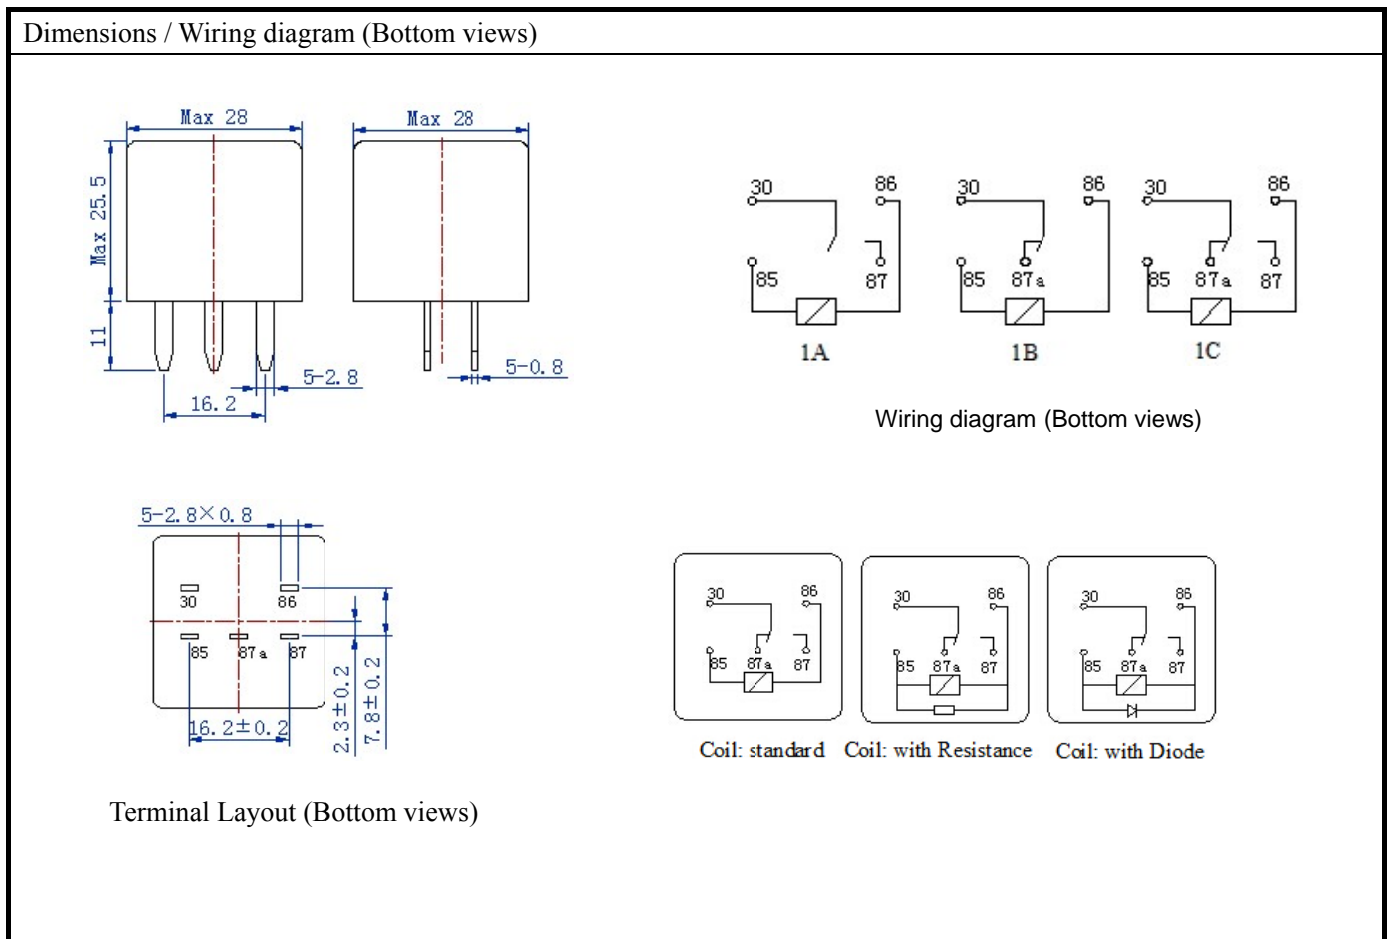 Dimensions / Wiring diagram (Bottom views)
Max 28
Max 28
Max 25.5
11
5-2.8
16.2
5-0.8
30
86
85
87
1A
30
86
85
87a
1B
30
86
85
87a
87
1C
Wiring diagram (Bottom views)
5-2.8×0.8
30
86
85
87a
87
16.2±0.2
2.3±0.2
7.8±0.2
Terminal Layout (Bottom views)
30
86
85
87a
87
Coil: standard
30
86
85
87a
87
Coil: with Resistance
30
86
85
87a
87
Coil: with Diode